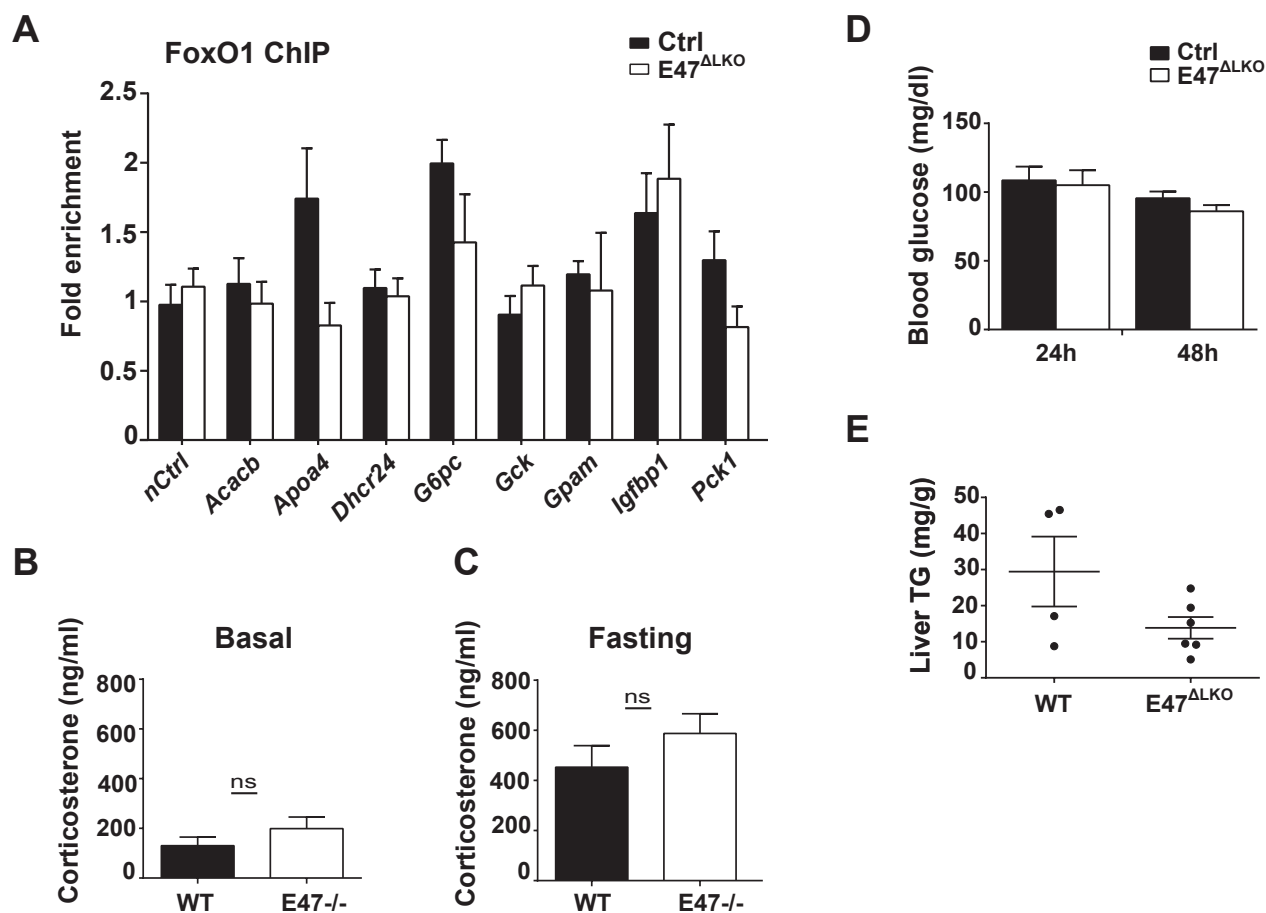 A
FoxO1 ChIP
Ctrl
E47ΔLKO
Fold enrichment
2.5
2
1.5
1
0.5
0
nCtrl
Acacb
Apoa4
Dhcr24
G6pc
Gck
Gpam
Igfbp1
Pck1
B
Basal
Corticosterone (ng/ml)
800
600
400
200
0
ns
WT
E47-/-
C
Fasting
Corticosterone (ng/ml)
800
600
400
200
0
ns
WT
E47-/-
D
Ctrl
E47ΔLKO
Blood glucose (mg/dl)
150
100
50
0
24h
48h
E
Liver TG (mg/g)
50
40
30
20
10
0
WT
E47ΔLKO